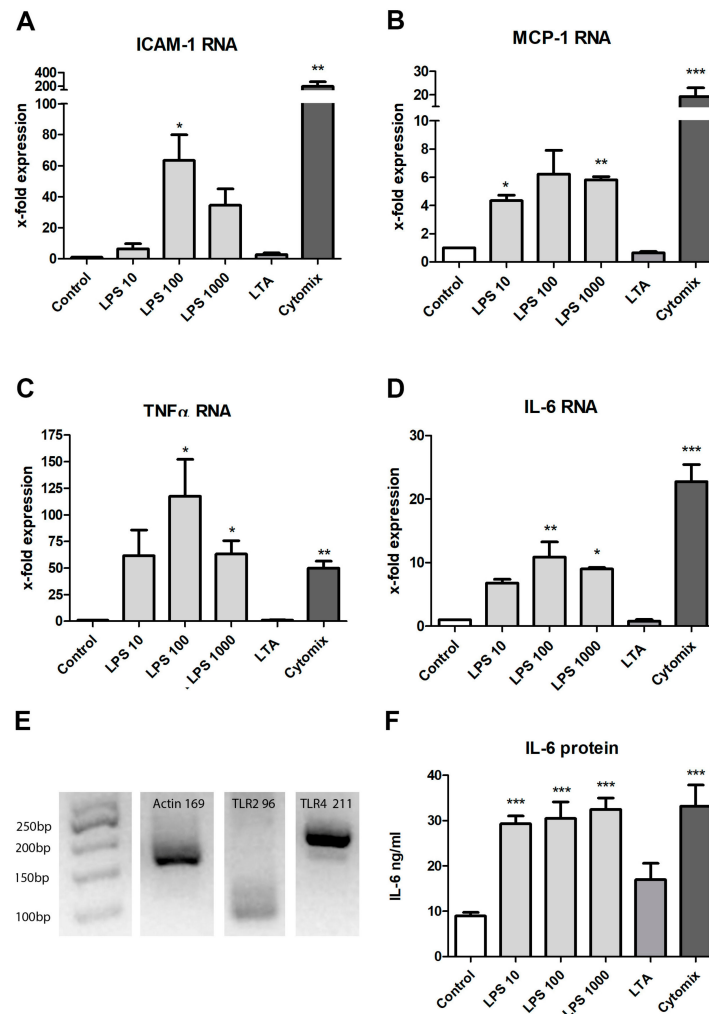 A
ICAM-1 RNA
x-fold expression
400
200
100
80
60
40
20
0
*
**
Control
LPS 10
LPS 100
LPS 1000
LTA
Cytomix
B
MCP-1 RNA
x-fold expression
30
20
10
8
6
4
2
0
*
**
***
Control
LPS 10
LPS 100
LPS 1000
LTA
Cytomix
C
TNFα RNA
x-fold expression
175
150
125
100
75
50
25
0
*
*
**
Control
LPS 10
LPS 100
LPS 1000
LTA
Cytomix
D
IL-6 RNA
x-fold expression
30
20
10
0
**
*
***
Control
LPS 10
LPS 100
LPS 1000
LTA
Cytomix
E
Actin 169
TLR2 96
TLR4 211
250bp
200bp
150bp
100bp
F
IL-6 protein
IL-6 ng/ml
40
30
20
10
0
***
***
***
***
Control
LPS 10
LPS 100
LPS 1000
LTA
Cytomix